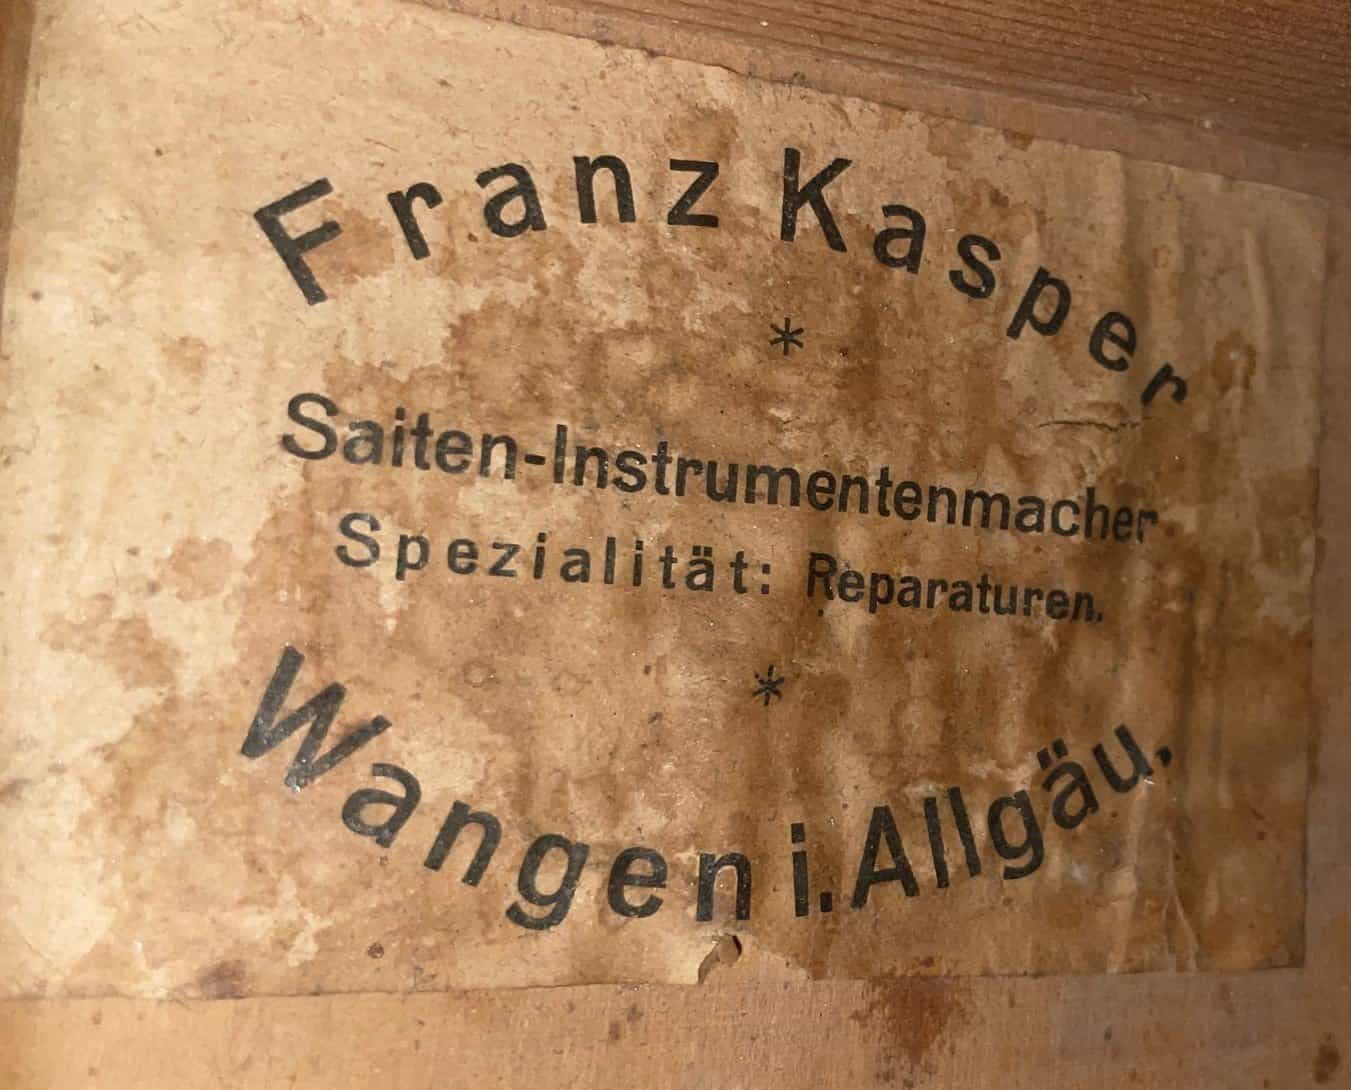 Franz Kasper
*
Saiten-Instrumentenmacher
Spezialität: Reparaturen.
*
Wangen i. Allgäu.